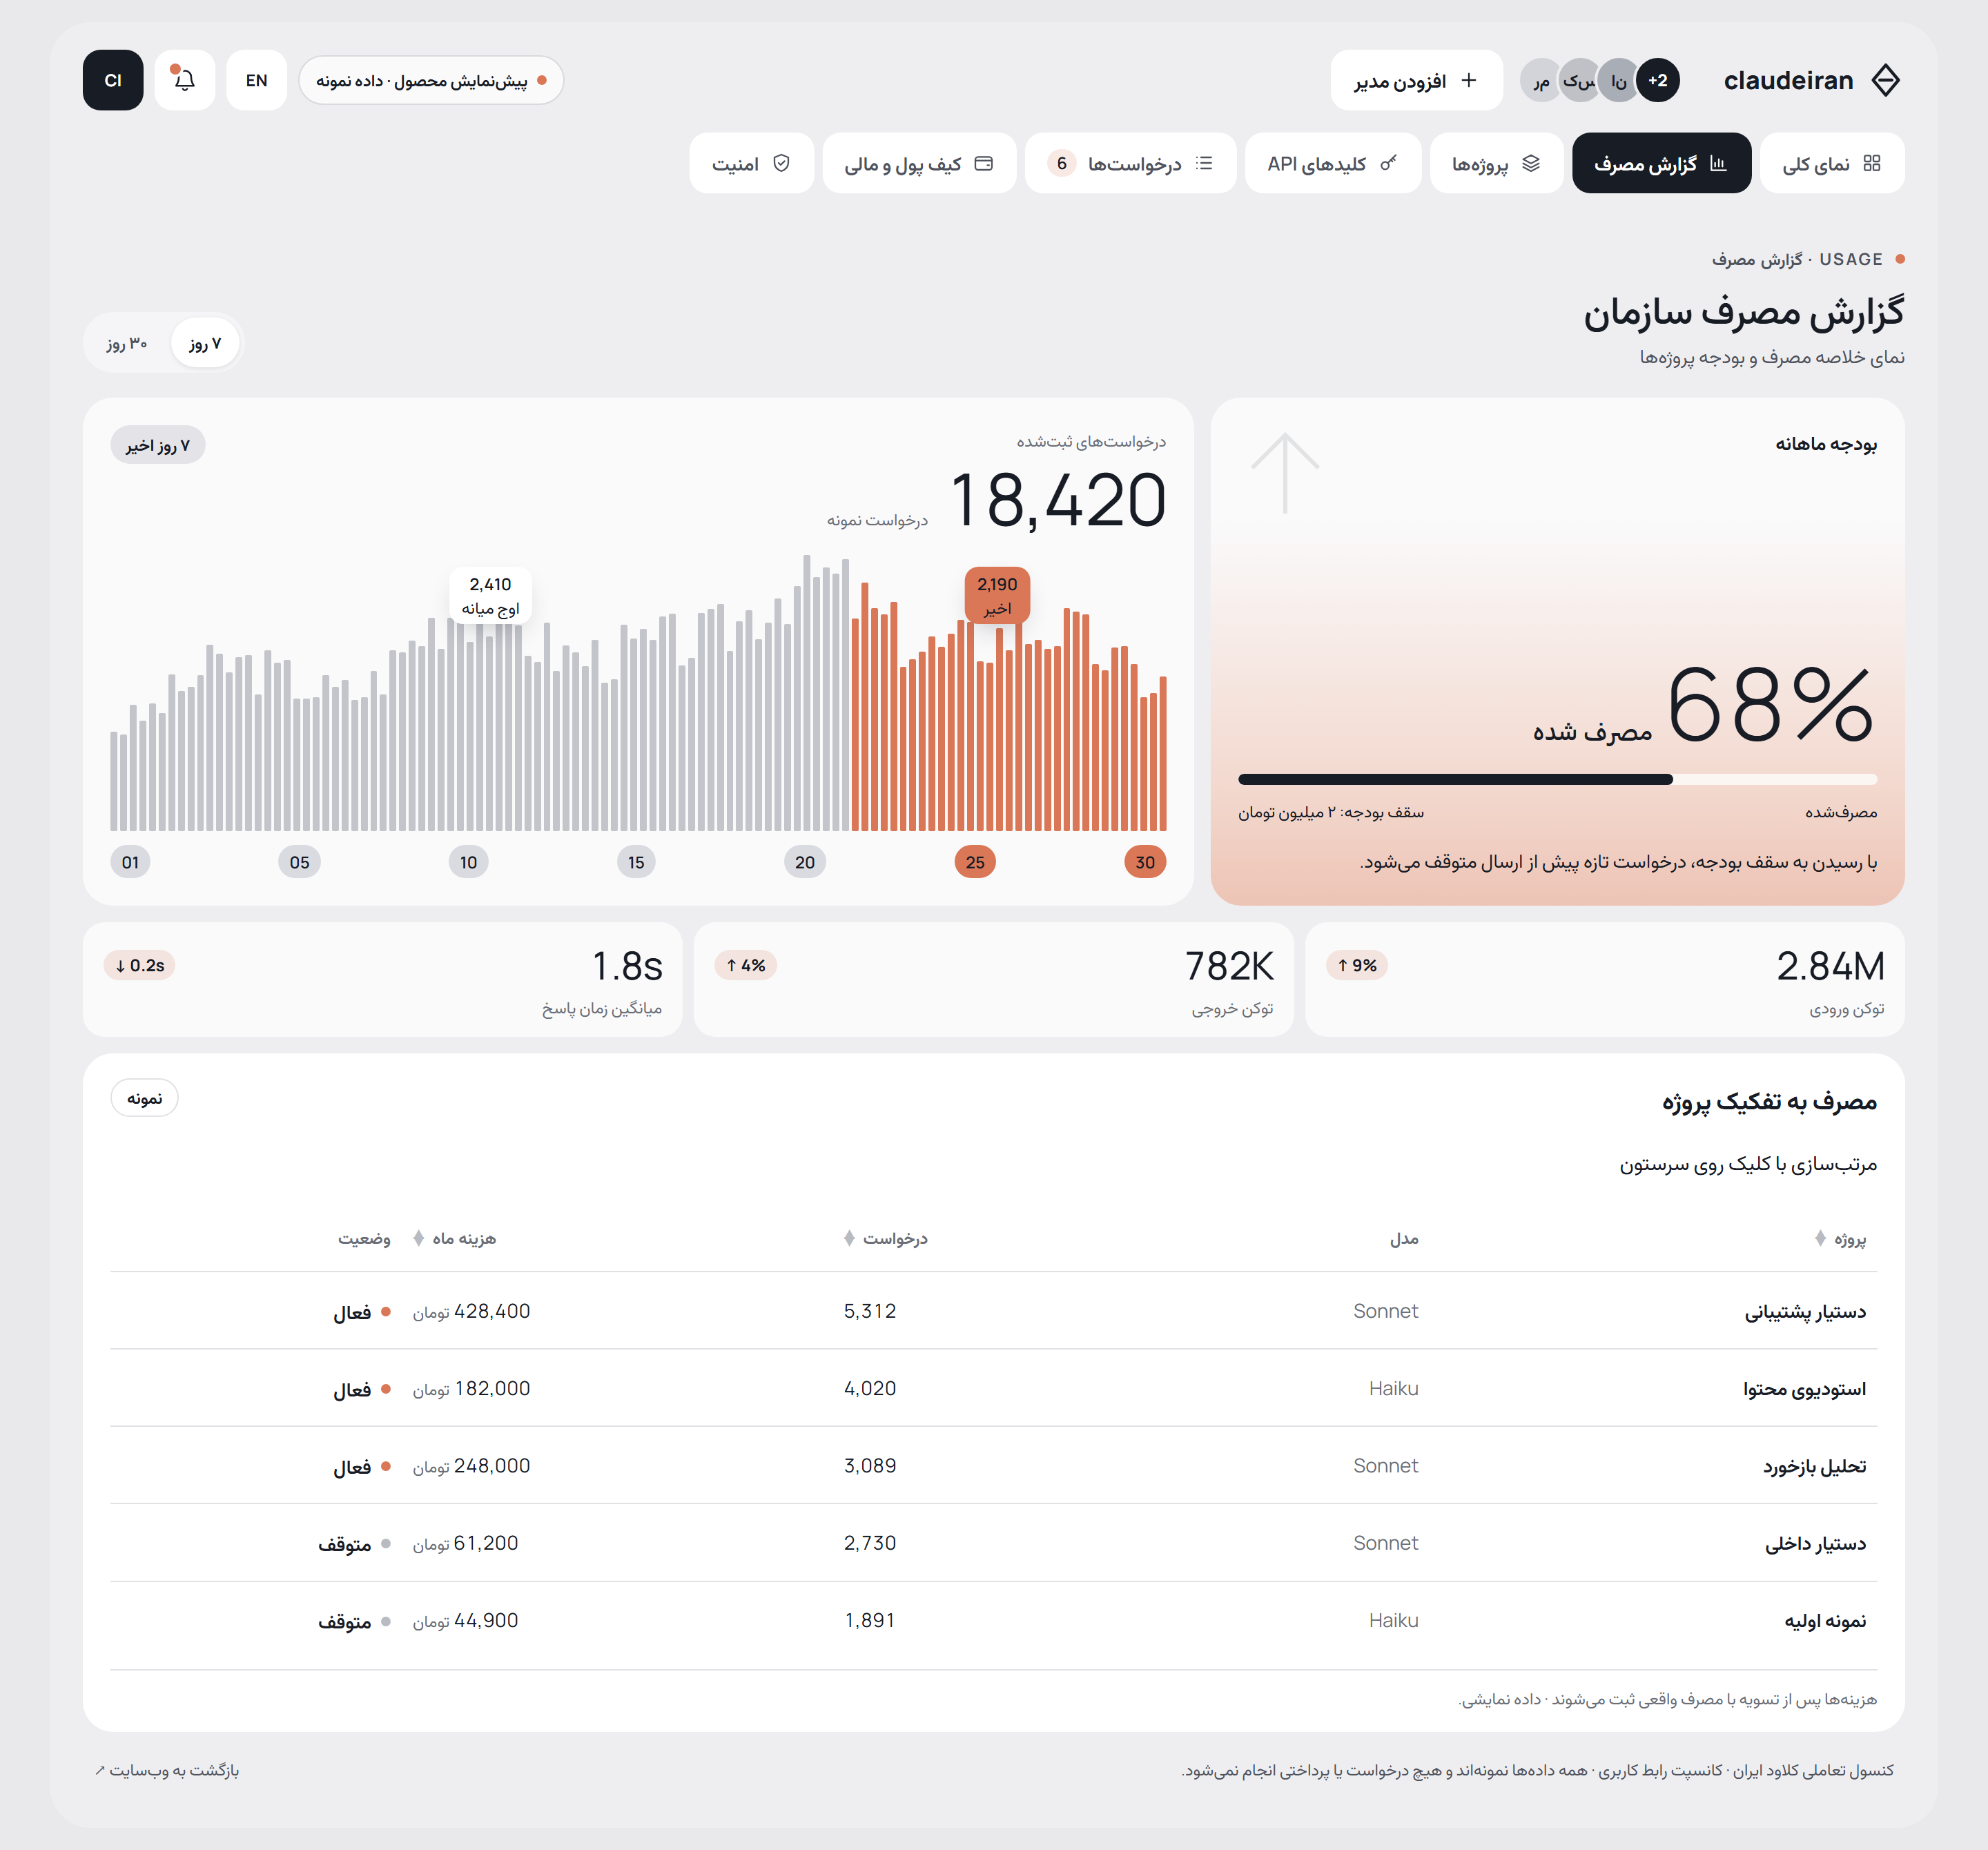 claudeiran
+2
ن‌ا
س‌ک
م‌ر
افزودن مدیر
پیش‌نمایش محصول · داده نمونه
EN
CI
نمای کلی
گزارش مصرف
پروژه‌ها
کلیدهای API
درخواست‌ها 6
کیف پول و مالی
امنیت
USAGE · گزارش مصرف
گزارش مصرف سازمان
نمای خلاصه مصرف و بودجه پروژه‌ها
۷ روز
۳۰ روز
بودجه ماهانه
68% مصرف شده
مصرف‌شده
سقف بودجه: ۲ میلیون تومان
با رسیدن به سقف بودجه، درخواست تازه پیش از ارسال متوقف می‌شود.
درخواست‌های ثبت‌شده
۷ روز اخیر
18,420 درخواست نمونه
2,410
اوج میانه
2,190
اخیر
01 05 10 15 20 25 30
2.84M
↑ 9%
توکن ورودی
782K
↑ 4%
توکن خروجی
1.8s
↓ 0.2s
میانگین زمان پاسخ
مصرف به تفکیک پروژه
نمونه
مرتب‌سازی با کلیک روی سرستون
پروژه مدل درخواست هزینه ماه وضعیت
دستیار پشتیبانی Sonnet 5,312 428,400 تومان فعال
استودیوی محتوا Haiku 4,020 182,000 تومان فعال
تحلیل بازخورد Sonnet 3,089 248,000 تومان فعال
دستیار داخلی Sonnet 2,730 61,200 تومان متوقف
نمونه اولیه Haiku 1,891 44,900 تومان متوقف
هزینه‌ها پس از تسویه با مصرف واقعی ثبت می‌شوند · داده نمایشی.
کنسول تعاملی کلاود ایران · کانسپت رابط کاربری · همه داده‌ها نمونه‌اند و هیچ درخواست یا پرداختی انجام نمی‌شود.
بازگشت به وب‌سایت ↗